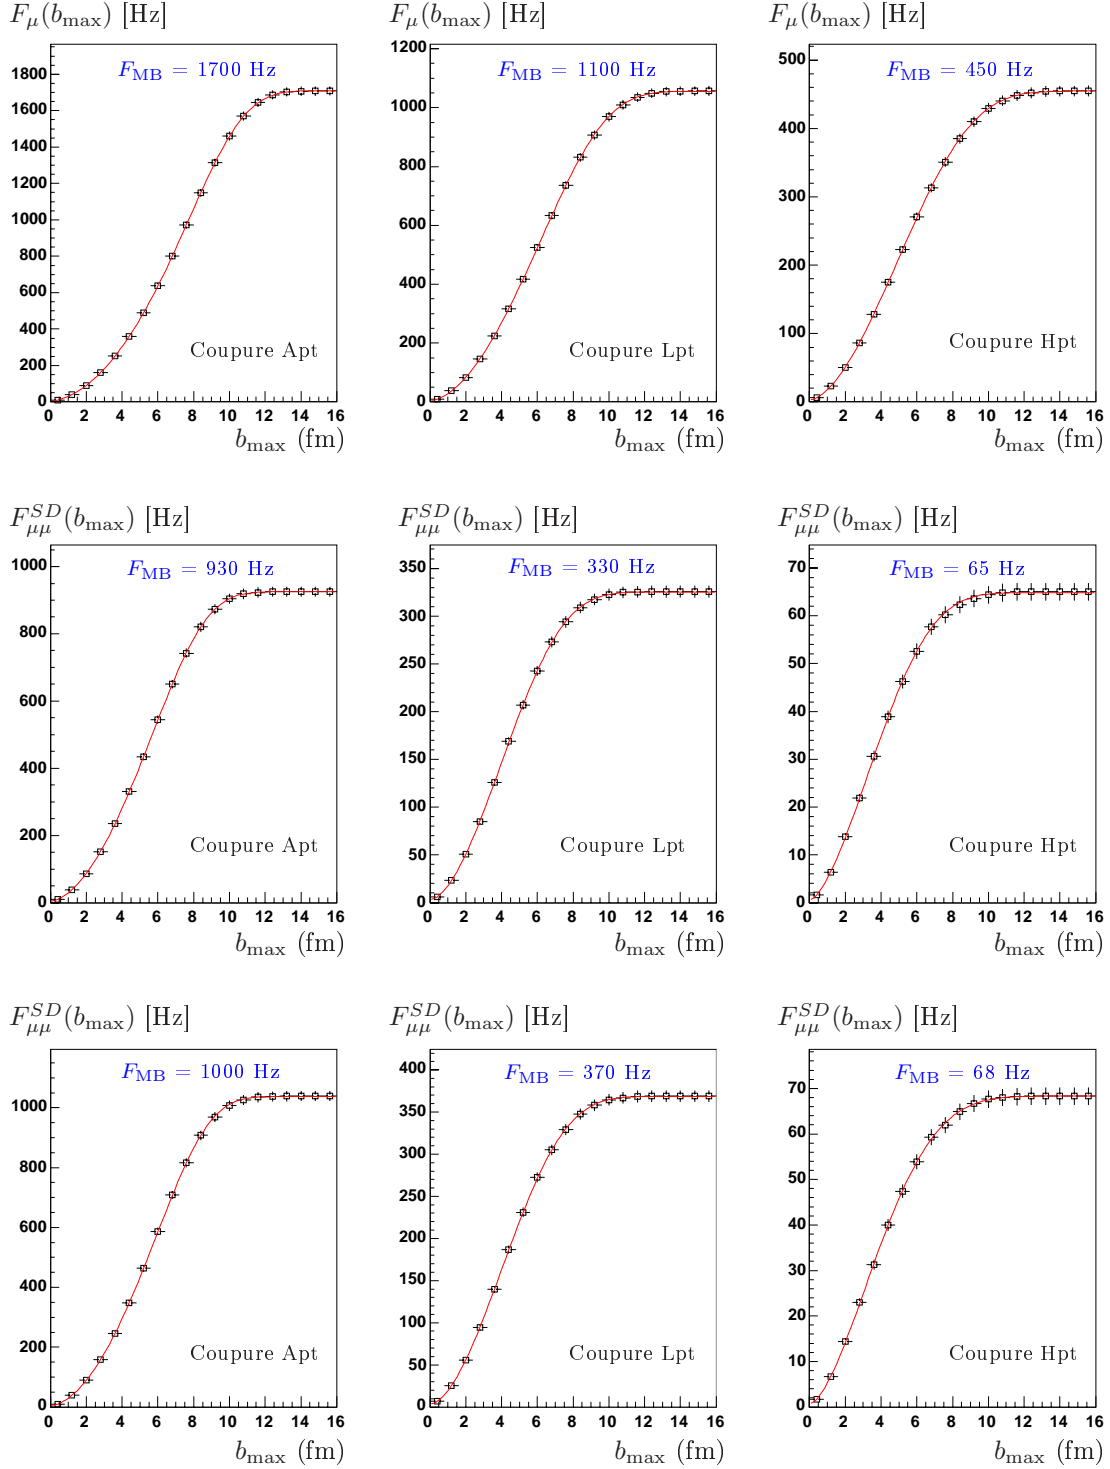 F_μ(b_max) [Hz]
F_MB = 1700 Hz
1800
1600
1400
1200
1000
800
600
400
200
0
Coupure Apt
0 2 4 6 8 10 12 14 16
b_max (fm)
F_μ(b_max) [Hz]
F_MB = 1100 Hz
1200
1000
800
600
400
200
0
Coupure Lpt
0 2 4 6 8 10 12 14 16
b_max (fm)
F_μ(b_max) [Hz]
F_MB = 450 Hz
500
400
300
200
100
0
Coupure Hpt
0 2 4 6 8 10 12 14 16
b_max (fm)
F_μμ^SD(b_max) [Hz]
F_MB = 930 Hz
1000
800
600
400
200
0
Coupure Apt
0 2 4 6 8 10 12 14 16
b_max (fm)
F_μμ^SD(b_max) [Hz]
F_MB = 330 Hz
350
300
250
200
150
100
50
0
Coupure Lpt
0 2 4 6 8 10 12 14 16
b_max (fm)
F_μμ^SD(b_max) [Hz]
F_MB = 65 Hz
70
60
50
40
30
20
10
0
Coupure Hpt
0 2 4 6 8 10 12 14 16
b_max (fm)
F_μμ^SD(b_max) [Hz]
F_MB = 1000 Hz
1000
800
600
400
200
0
Coupure Apt
0 2 4 6 8 10 12 14 16
b_max (fm)
F_μμ^SD(b_max) [Hz]
F_MB = 370 Hz
400
350
300
250
200
150
100
50
0
Coupure Lpt
0 2 4 6 8 10 12 14 16
b_max (fm)
F_μμ^SD(b_max) [Hz]
F_MB = 68 Hz
70
60
50
40
30
20
10
0
Coupure Hpt
0 2 4 6 8 10 12 14 16
b_max (fm)